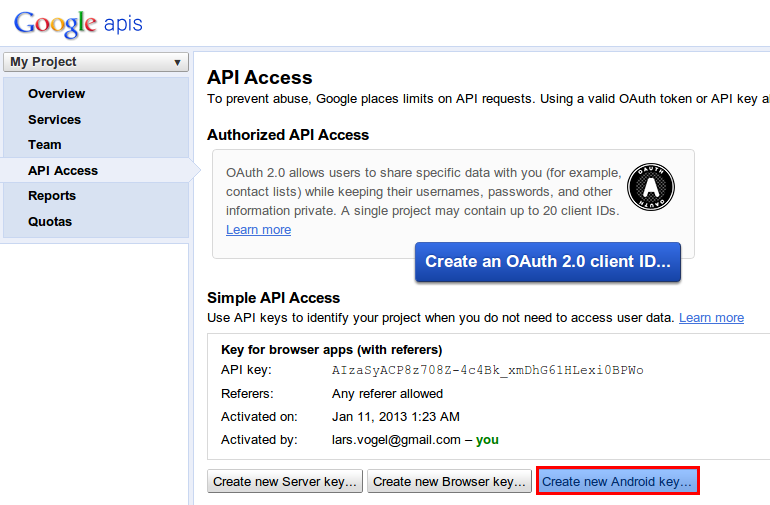 Google apis
My Project
Overview
Services
Team
API Access
Reports
Quotas
API Access
To prevent abuse, Google places limits on API requests. Using a valid OAuth token or API key al
Authorized API Access
OAuth 2.0 allows users to share specific data with you (for example,
contact lists) while keeping their usernames, passwords, and other
information private. A single project may contain up to 20 client IDs.
Learn more
OAUTH
A
OAUTH
Create an OAuth 2.0 client ID...
Simple API Access
Use API keys to identify your project when you do not need to access user data. Learn more
Key for browser apps (with referers)
API key: AIzaSyACP8z708Z-4c4Bk_xmDhG61HLexi0BPWo
Referers: Any referer allowed
Activated on: Jan 11, 2013 1:23 AM
Activated by: lars.vogel@gmail.com – you
Create new Server key... Create new Browser key... Create new Android key...